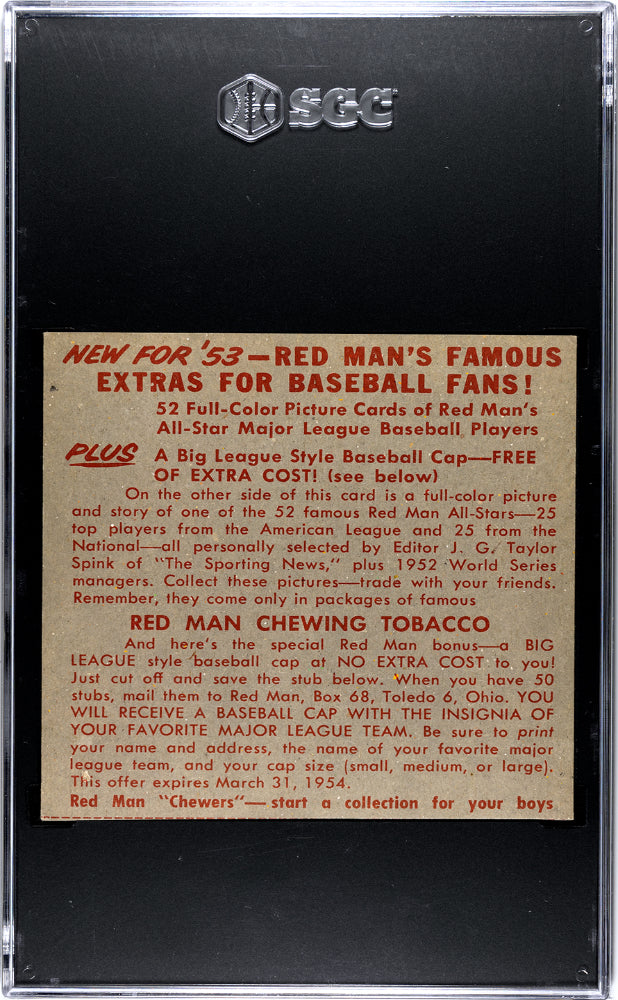 SGC
NEW FOR '53—RED MAN'S FAMOUS
EXTRAS FOR BASEBALL FANS!
52 Full-Color Picture Cards of Red Man's
All-Star Major League Baseball Players
PLUS A Big League Style Baseball Cap—FREE
OF EXTRA COST! (see below)
On the other side of this card is a full-color picture
and story of one of the 52 famous Red Man All-Stars—25
top players from the American League and 25 from the
National—all personally selected by Editor J. G. Taylor
Spink of "The Sporting News," plus 1952 World Series
managers. Collect these pictures—trade with your friends.
Remember, they come only in packages of famous
RED MAN CHEWING TOBACCO
And here's the special Red Man bonus—a BIG
LEAGUE style baseball cap at NO EXTRA COST to you!
Just cut off and save the stub below. When you have 50
stubs, mail them to Red Man, Box 68, Toledo 6, Ohio. YOU
WILL RECEIVE A BASEBALL CAP WITH THE INSIGNIA OF
YOUR FAVORITE MAJOR LEAGUE TEAM. Be sure to print
your name and address, the name of your favorite major
league team, and your cap size (small, medium, or large).
This offer expires March 31, 1954.
Red Man "Chewers"—start a collection for your boys